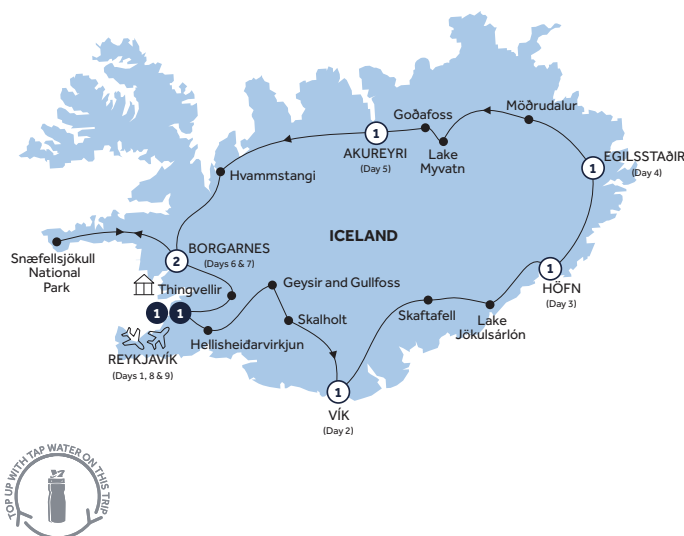 Goðafoss
Möðrudalur
1
AKUREYRI
(Day 5)
Lake
Myvatn
1
EGILSSTAÐIR
(Day 4)
Hvammstangi
ICELAND
Snæfellsjökull
National
Park
2
BORGARNES
(Days 6 & 7)
1
HÖFN
(Day 3)
Thingvellir
Geysir and Gullfoss
1 1
Skalholt
Skaftafell
Lake
Jökulsárlón
Hellisheiðarvirkjun
REYKJAVÍK
(Days 1, 8 & 9)
1
VÍK
(Day 2)
TOP UP WITH TAP WATER ON THIS TRIP